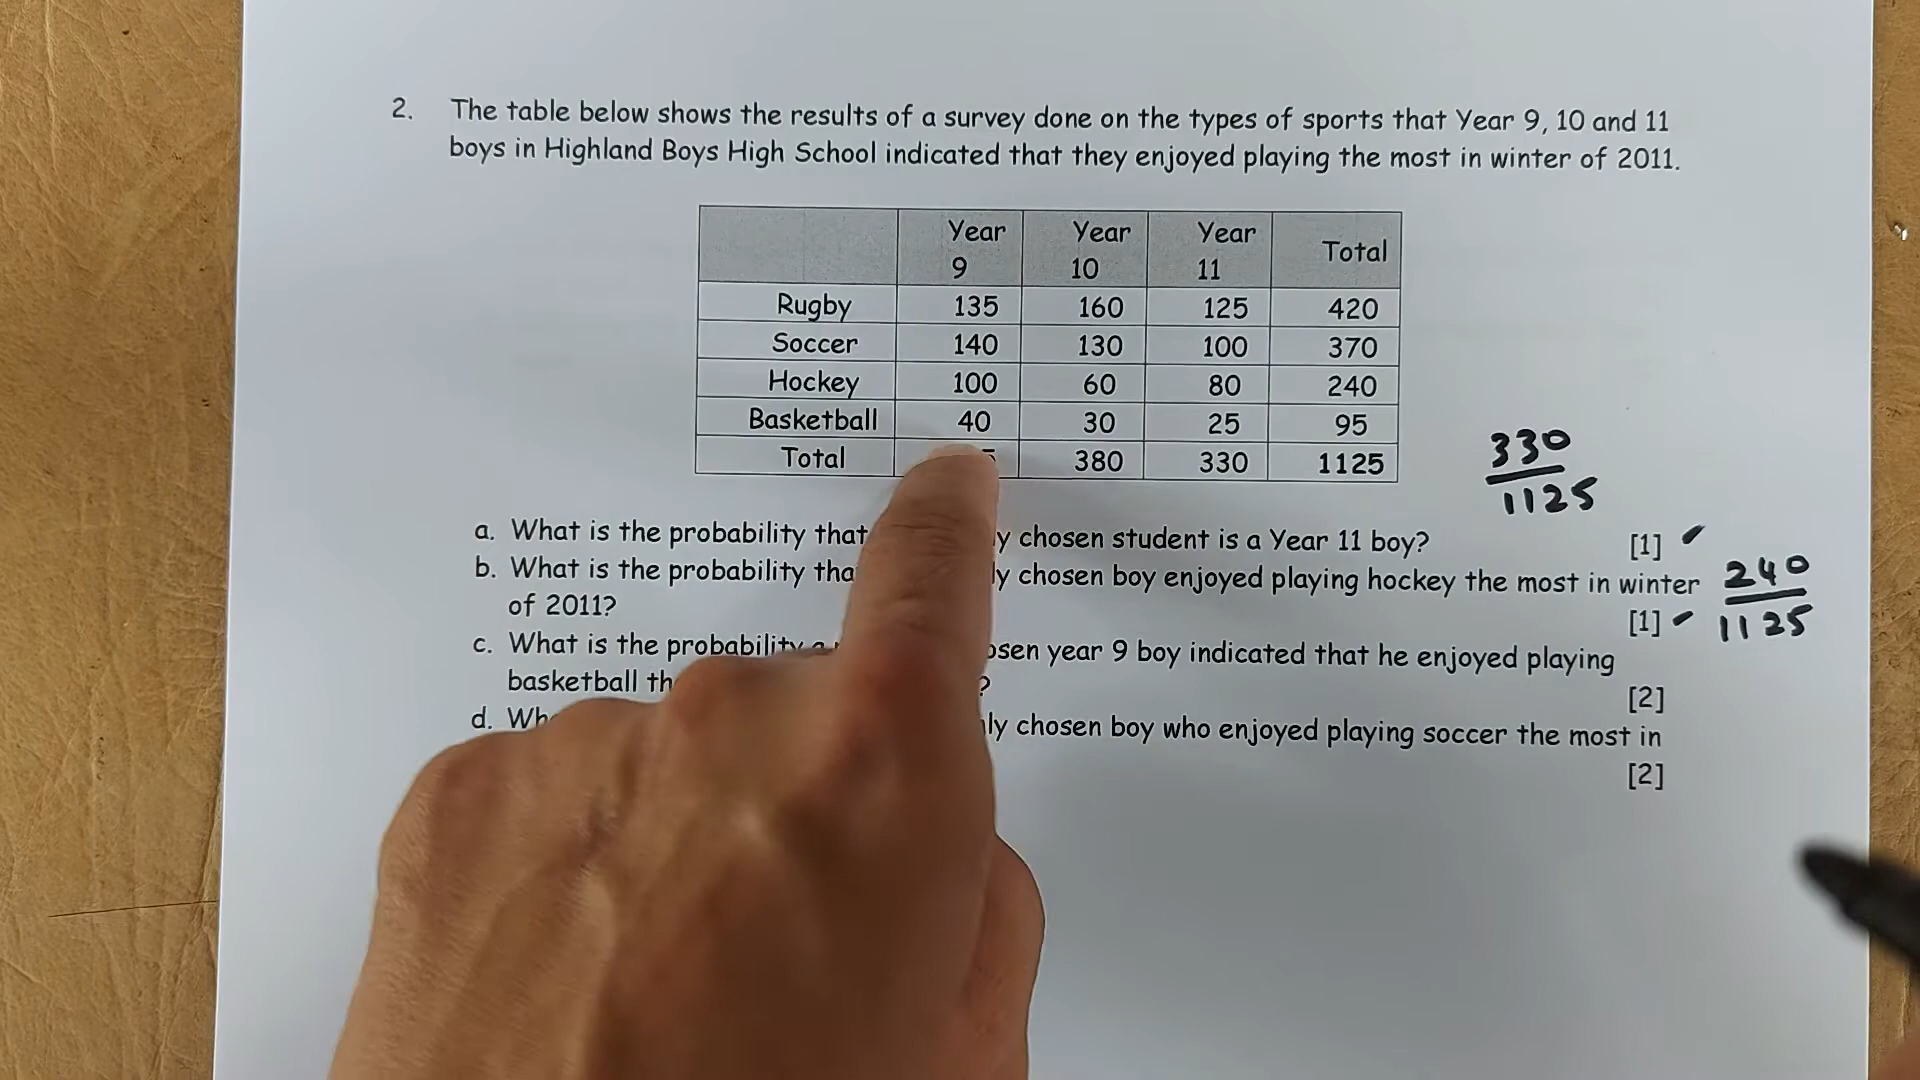 2. The table below shows the results of a survey done on the types of sports that Year 9, 10 and 11
boys in Highland Boys High School indicated that they enjoyed playing the most in winter of 2011.
Year 9 Year 10 Year 11 Total
Rugby 135 160 125 420
Soccer 140 130 100 370
Hockey 100 60 80 240
Basketball 40 30 25 95
Total 380 330 1125
330
1125
a. What is the probability that chosen student is a Year 11 boy? [1]
b. What is the probability chosen boy enjoyed playing hockey the most in winter
of 2011? [1]
240
1125
c. What is the probability year 9 boy indicated that he enjoyed playing
basketball ? [2]
d. chosen boy who enjoyed playing soccer the most in
[2]